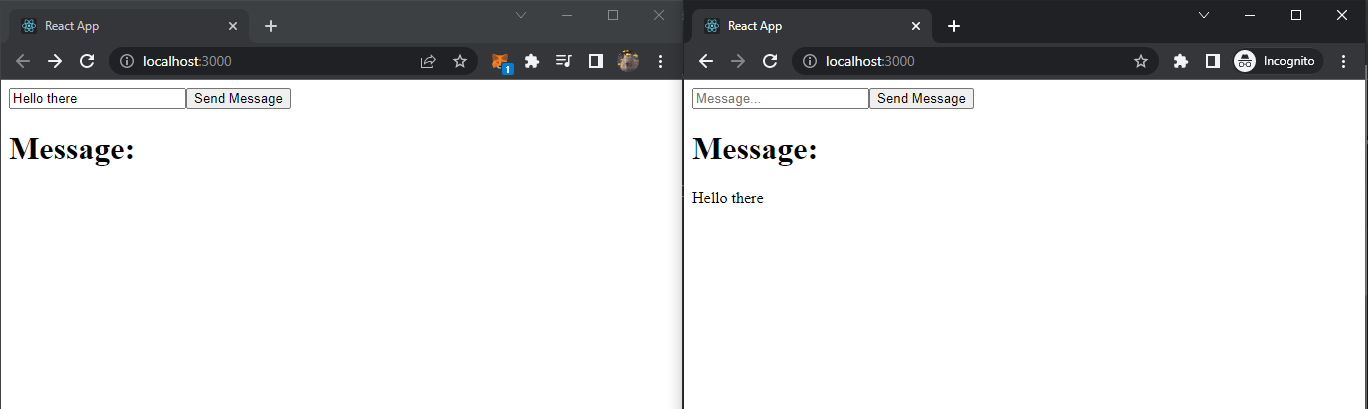 React App
localhost:3000
1
Hello there
Send Message
Message:
React App
localhost:3000
Incognito
Message...
Send Message
Message:
Hello there